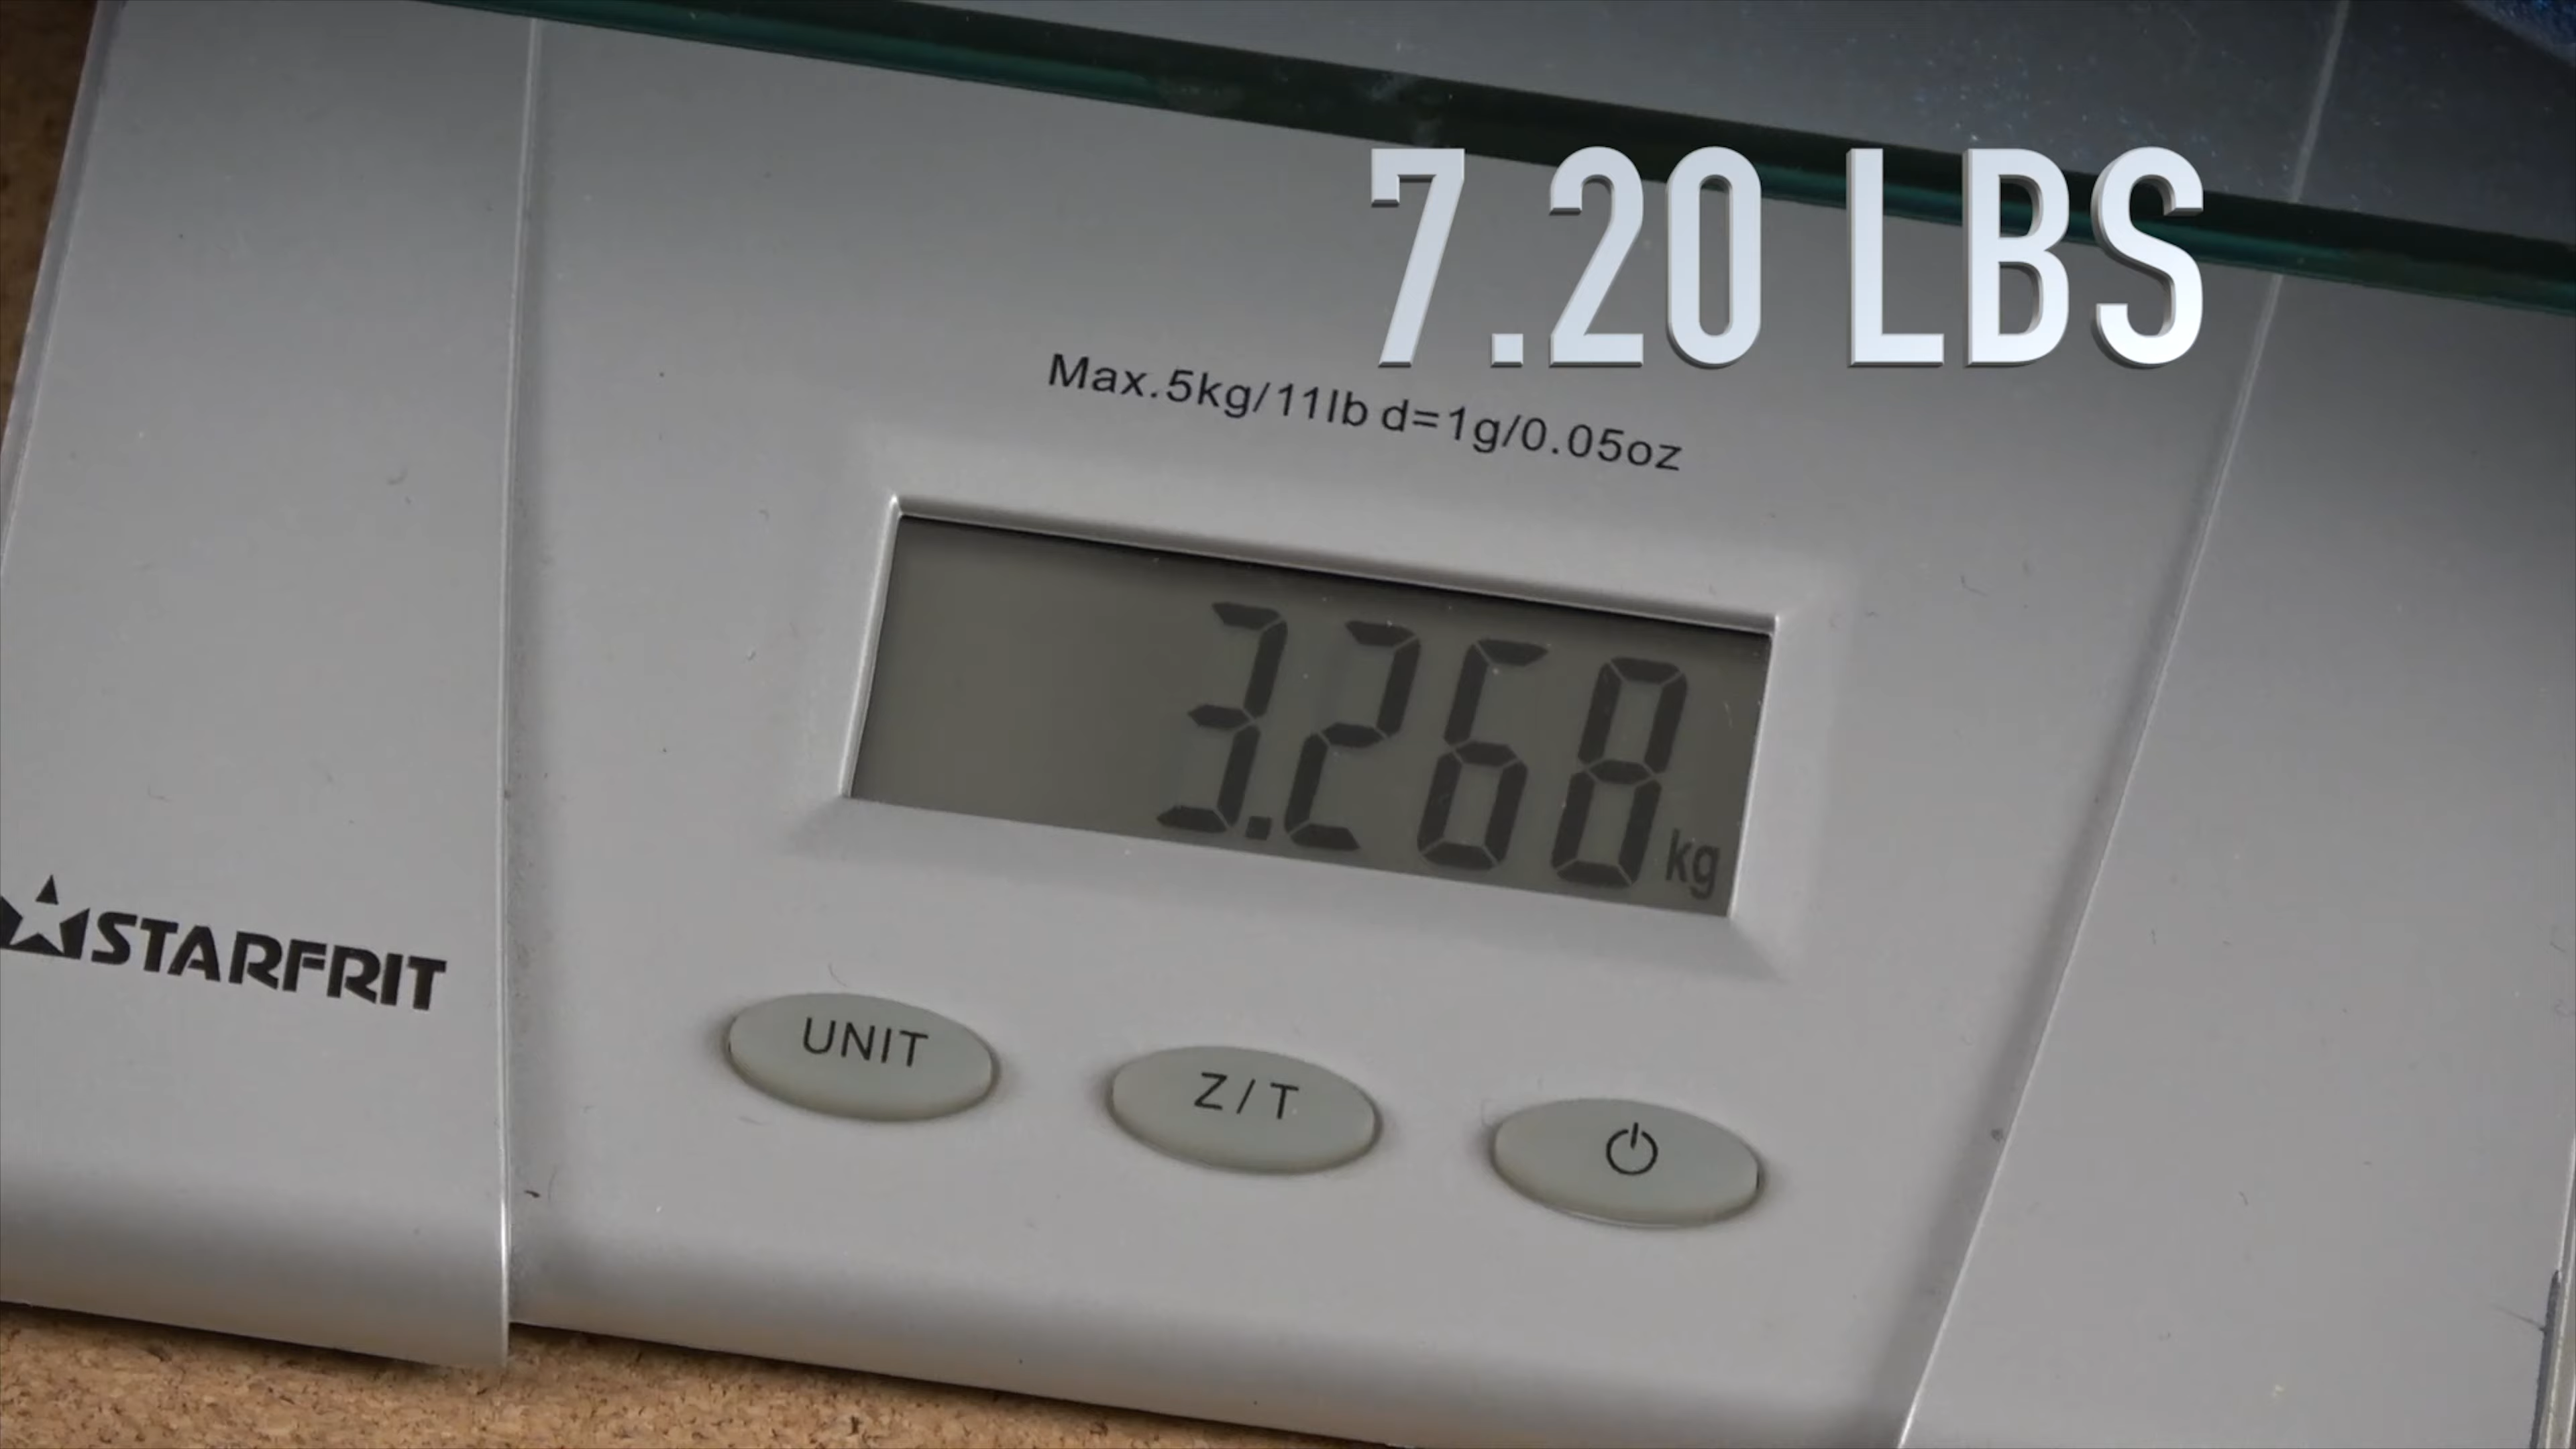 7.20 LBS
Max.5kg/11lb d=1g/0.05oz
3.268 kg
STARFRIT
UNIT
Z/T